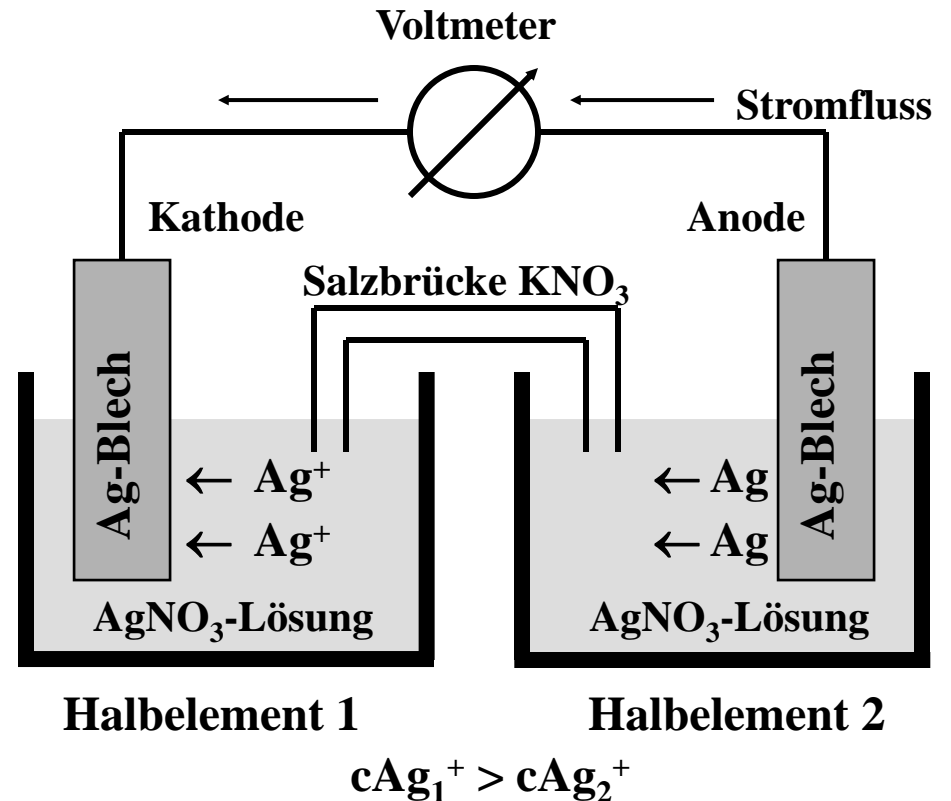 Voltmeter
Stromfluss
Kathode
Anode
Salzbrücke KNO₃
Ag-Blech
Ag-Blech
← Ag⁺
← Ag
← Ag⁺
← Ag
AgNO₃-Lösung
AgNO₃-Lösung
Halbelement 1
Halbelement 2
cAg₁⁺ > cAg₂⁺